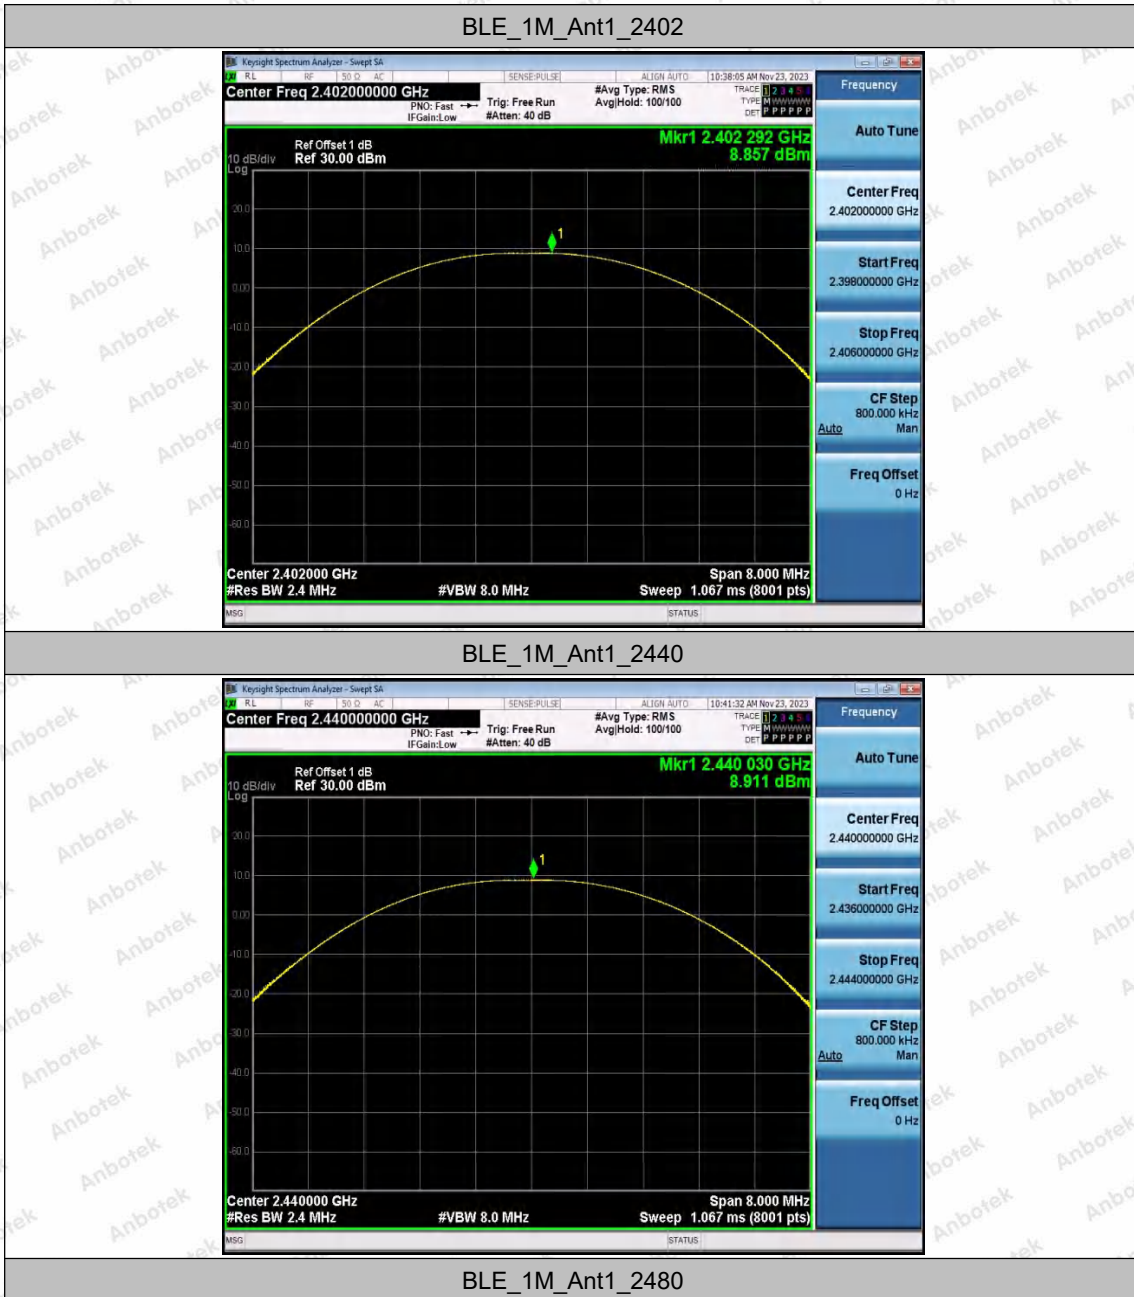 BLE_1M_Ant1_2402
Keysight Spectrum Analyzer - Swept SA
RL RF 50 Ω AC SENSE:PULSE ALIGN AUTO 10:38:05 AM Nov 23, 2023
Center Freq 2.402000000 GHz
PNO: Fast
IFGain:Low
Trig: Free Run
#Atten: 40 dB
#Avg Type: RMS
Avg|Hold: 100/100
TRACE 1 2 3 4 5
TYPE M WWWWW
DET P P P P P P
Frequency
Auto Tune
Center Freq
2.402000000 GHz
Start Freq
2.398000000 GHz
Stop Freq
2.406000000 GHz
CF Step
800.000 kHz
Auto Man
Freq Offset
0 Hz
Mkr1 2.402 292 GHz
8.857 dBm
Ref Offset 1 dB
10 dB/div Ref 30.00 dBm
Log
20.0
1
10.0
0.00
-10.0
-20.0
-30.0
-40.0
-50.0
-60.0
Center 2.402000 GHz Span 8.000 MHz
#Res BW 2.4 MHz #VBW 8.0 MHz Sweep 1.067 ms (8001 pts)
MSG STATUS
BLE_1M_Ant1_2440
Keysight Spectrum Analyzer - Swept SA
RL RF 50 Ω AC SENSE:PULSE ALIGN AUTO 10:41:32 AM Nov 23, 2023
Center Freq 2.440000000 GHz
PNO: Fast
IFGain:Low
Trig: Free Run
#Atten: 40 dB
#Avg Type: RMS
Avg|Hold: 100/100
TRACE 1 2 3 4 5
TYPE M WWWWW
DET P P P P P P
Frequency
Auto Tune
Center Freq
2.440000000 GHz
Start Freq
2.436000000 GHz
Stop Freq
2.444000000 GHz
CF Step
800.000 kHz
Auto Man
Freq Offset
0 Hz
Mkr1 2.440 030 GHz
8.911 dBm
Ref Offset 1 dB
10 dB/div Ref 30.00 dBm
Log
20.0
1
10.0
0.00
-10.0
-20.0
-30.0
-40.0
-50.0
-60.0
Center 2.440000 GHz Span 8.000 MHz
#Res BW 2.4 MHz #VBW 8.0 MHz Sweep 1.067 ms (8001 pts)
MSG STATUS
BLE_1M_Ant1_2480